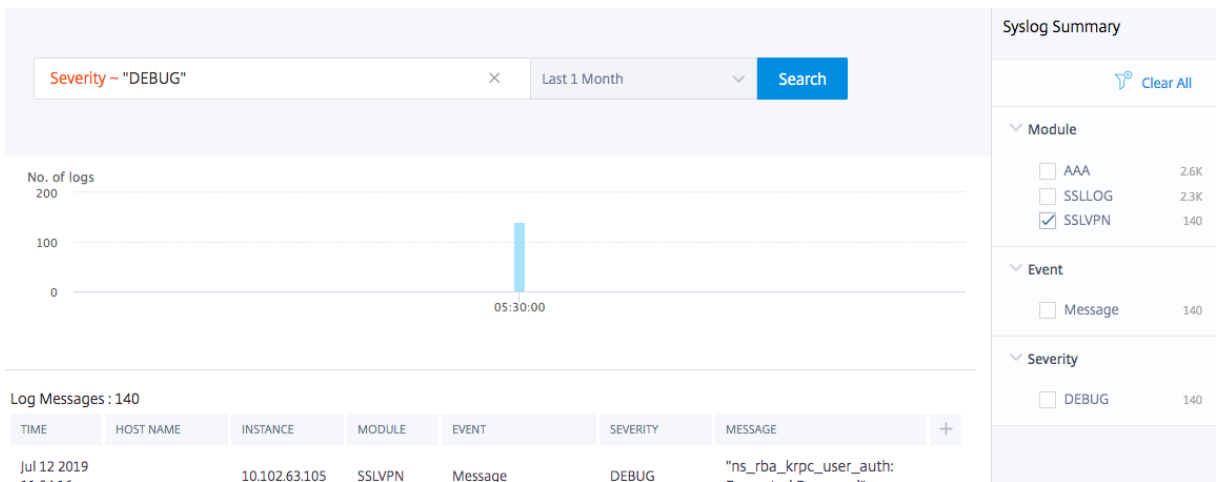 Syslog Summary
Severity ~ "DEBUG"
Last 1 Month
Search
Clear All
Module
AAA 2.6K
SSLLOG 2.3K
SSLVPN 140
Event
Message 140
Severity
DEBUG 140
No. of logs
200
100
0
05:30:00
Log Messages : 140
TIME HOST NAME INSTANCE MODULE EVENT SEVERITY MESSAGE
Jul 12 2019 10.102.63.105 SSLVPN Message DEBUG "ns_rba_krpc_user_auth: